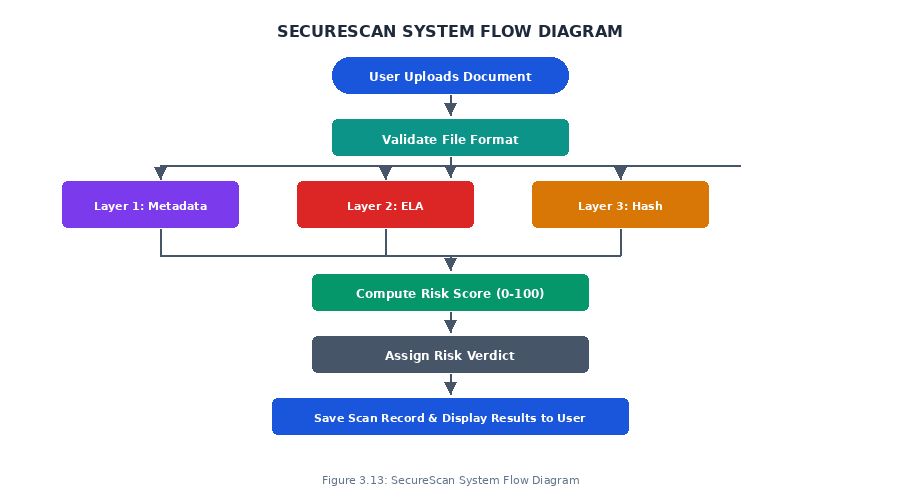 SECURESCAN SYSTEM FLOW DIAGRAM
User Uploads Document
Validate File Format
Layer 1: Metadata
Layer 2: ELA
Layer 3: Hash
Compute Risk Score (0-100)
Assign Risk Verdict
Save Scan Record & Display Results to User
Figure 3.13: SecureScan System Flow Diagram